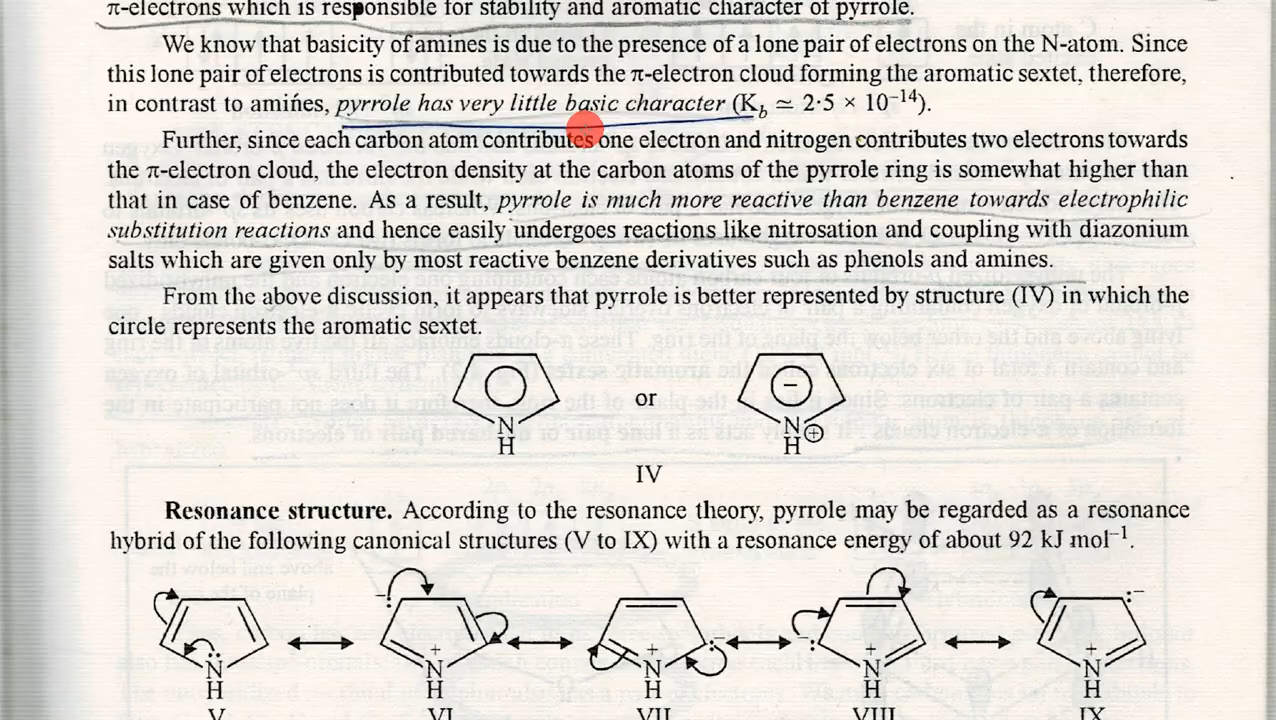 π-electrons which is responsible for stability and aromatic character of pyrrole.
We know that basicity of amines is due to the presence of a lone pair of electrons on the N-atom. Since
this lone pair of electrons is contributed towards the π-electron cloud forming the aromatic sextet, therefore,
in contrast to amines, pyrrole has very little basic character (K_b ≃ 2·5 × 10⁻¹⁴).
Further, since each carbon atom contributes one electron and nitrogen contributes two electrons towards
the π-electron cloud, the electron density at the carbon atoms of the pyrrole ring is somewhat higher than
that in case of benzene. As a result, pyrrole is much more reactive than benzene towards electrophilic
substitution reactions and hence easily undergoes reactions like nitrosation and coupling with diazonium
salts which are given only by most reactive benzene derivatives such as phenols and amines.
From the above discussion, it appears that pyrrole is better represented by structure (IV) in which the
circle represents the aromatic sextet.
or
N N⊕
H H
IV
Resonance structure. According to the resonance theory, pyrrole may be regarded as a resonance
hybrid of the following canonical structures (V to IX) with a resonance energy of about 92 kJ mol⁻¹.
N N N N N
H H H H H
V VI VII VIII IX